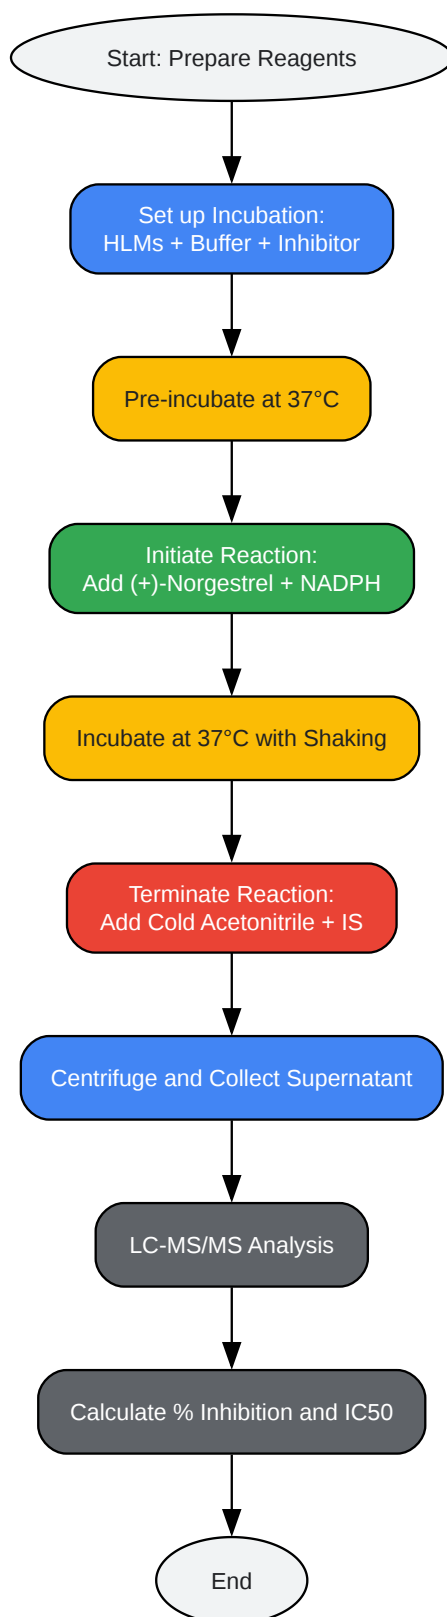 Start: Prepare Reagents
Set up Incubation:
HLMs + Buffer + Inhibitor
Pre-incubate at 37°C
Initiate Reaction:
Add (+)-Norgestrel + NADPH
Incubate at 37°C with Shaking
Terminate Reaction:
Add Cold Acetonitrile + IS
Centrifuge and Collect Supernatant
LC-MS/MS Analysis
Calculate % Inhibition and IC50
End